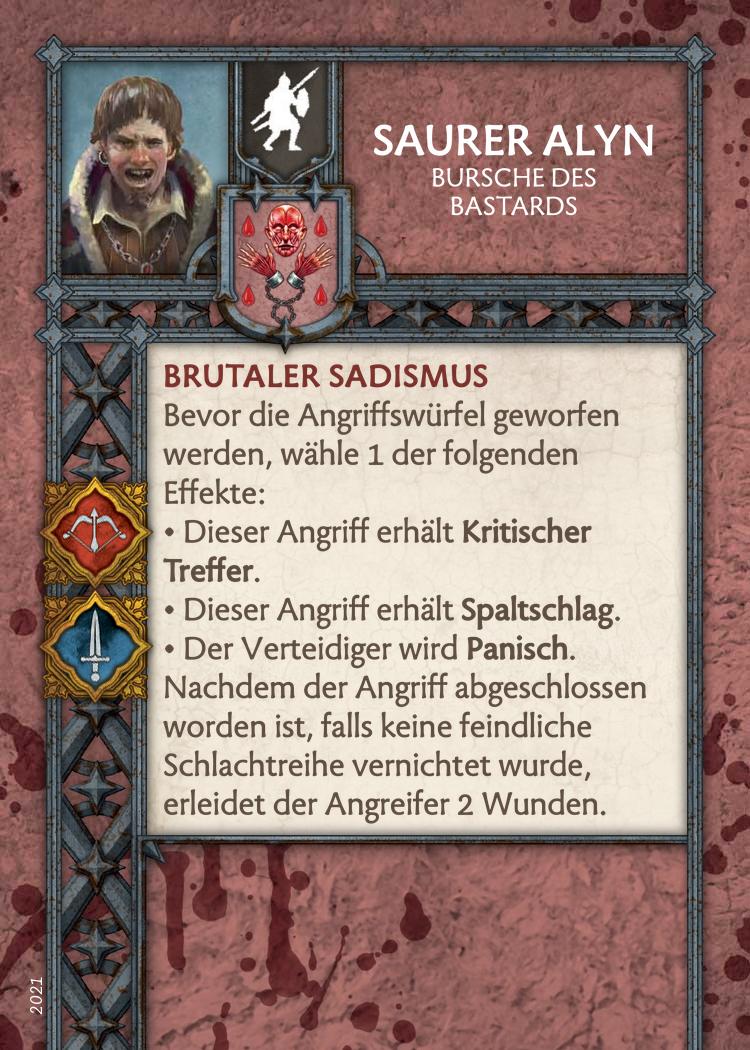 SAURER ALYN
BURSCHE DES
BASTARDS
BRUTALER SADISMUS
Bevor die Angriffswürfel geworfen
werden, wähle 1 der folgenden
Effekte:
• Dieser Angriff erhält Kritischer
Treffer.
• Dieser Angriff erhält Spaltschlag.
• Der Verteidiger wird Panisch.
Nachdem der Angriff abgeschlossen
worden ist, falls keine feindliche
Schlachtreihe vernichtet wurde,
erleidet der Angreifer 2 Wunden.
2021